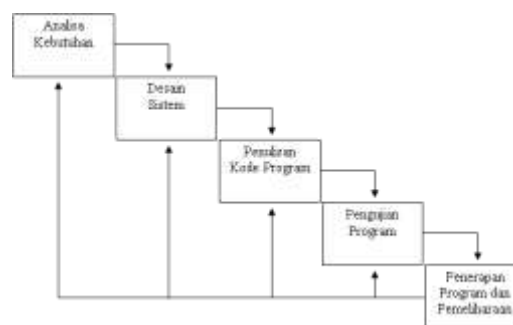 Analisa
Kebutuhan
Desain
Sistem
Penulisan
Kode Program
Pengujian
Program
Penerapan
Program dan
Pemeliharaan